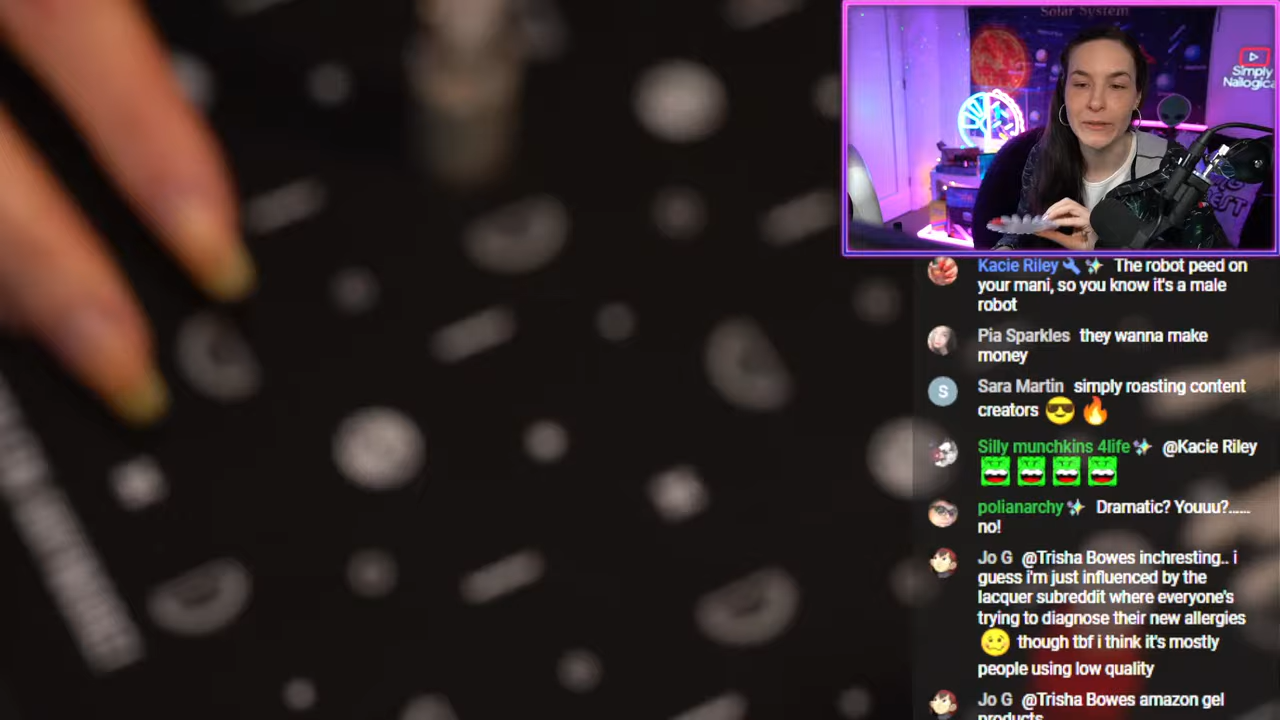 Solar System
Simply
Nailogical
Kacie Riley The robot peed on
your mani, so you know it's a male
robot
Pia Sparkles they wanna make
money
Sara Martin simply roasting content
creators 😎 🔥
Silly munchkins 4life @Kacie Riley
polianarchy Dramatic? Youuu?......
no!
Jo G @Trisha Bowes inchresting.. i
guess i'm just influenced by the
lacquer subreddit where everyone's
trying to diagnose their new allergies
🥴 though tbf i think it's mostly
people using low quality
Jo G @Trisha Bowes amazon gel
products